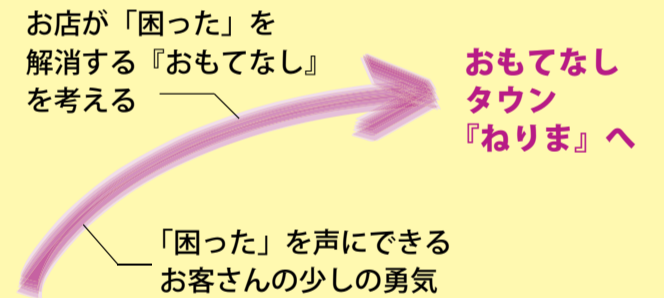 お店が「困った」を
解消する『おもてなし』
を考える
おもてなし
タウン
『ねりま』へ
「困った」を声にできる
お客さんの少しの勇気